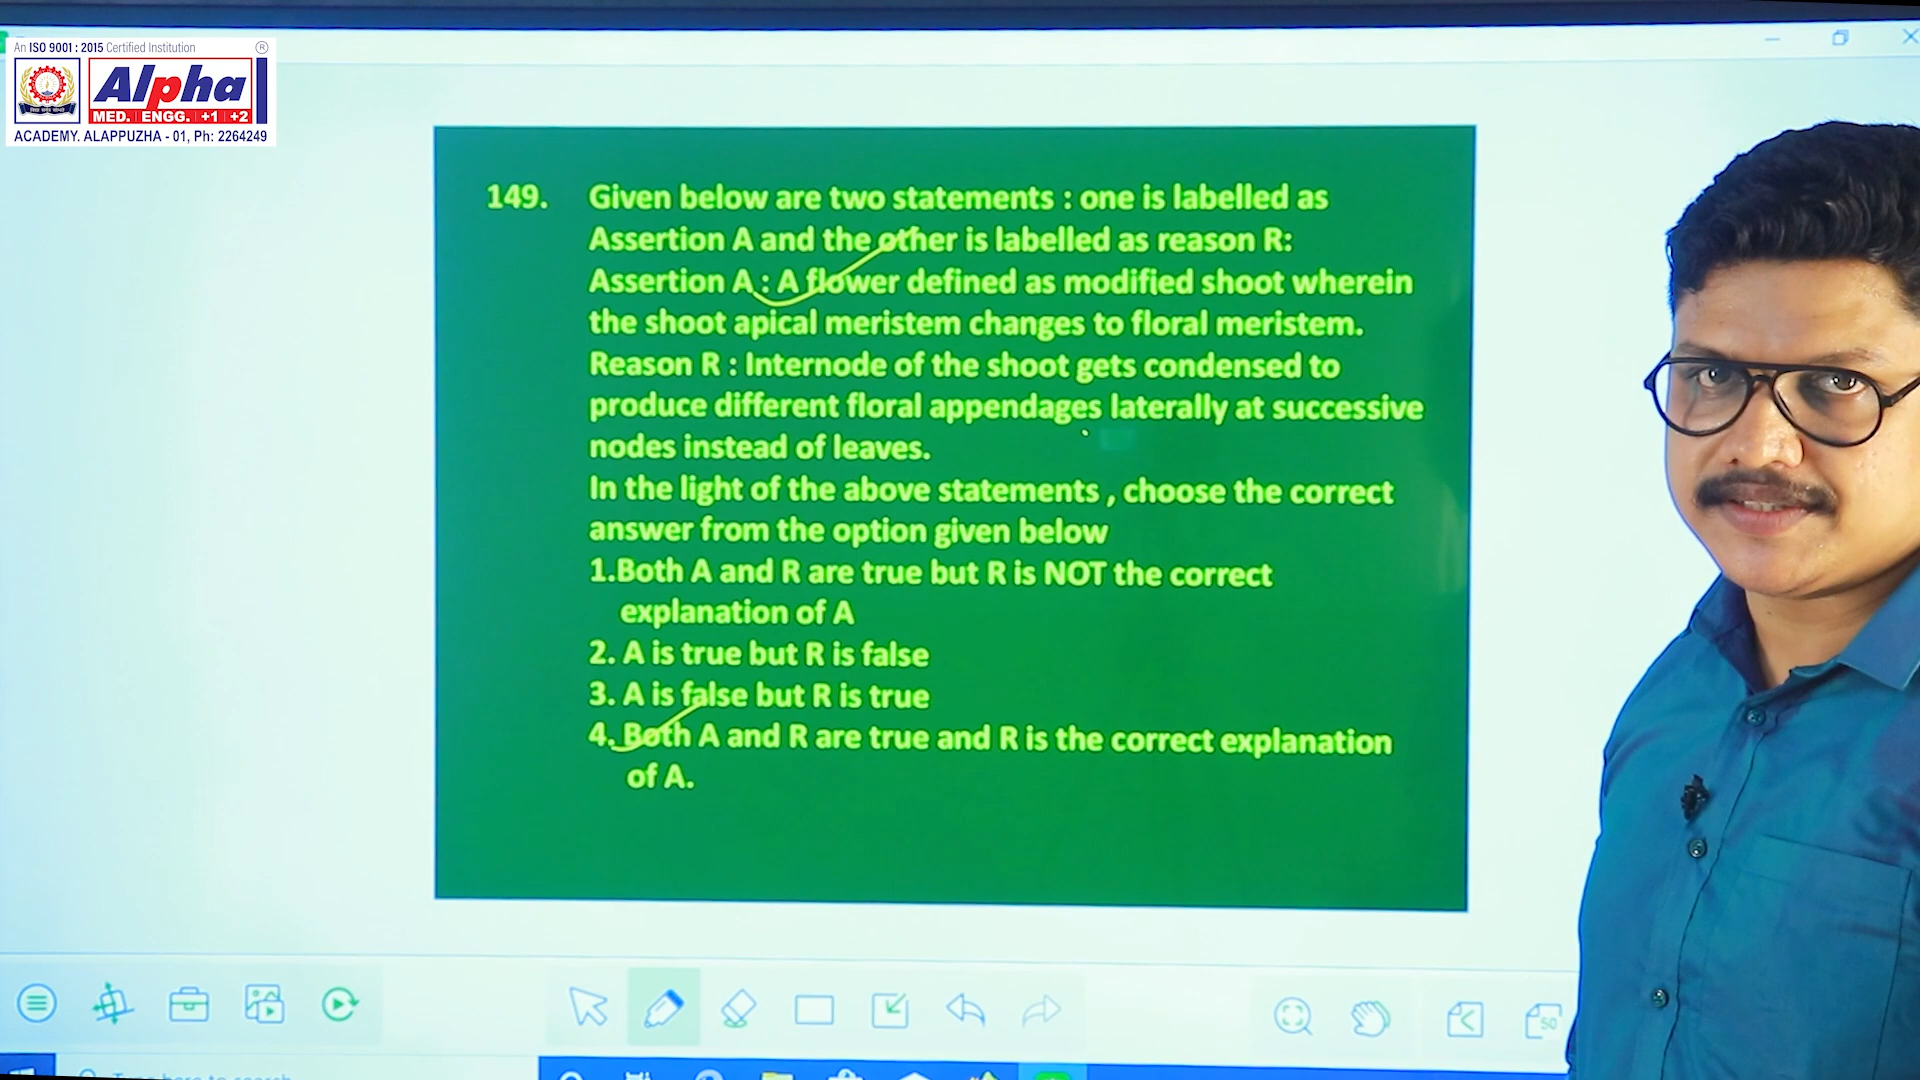 An ISO 9001 : 2015 Certified Institution ®
Alpha
MED. ENGG. +1 +2
ACADEMY. ALAPPUZHA - 01, Ph: 2264249
149. Given below are two statements : one is labelled as
Assertion A and the other is labelled as reason R:
Assertion A : A flower defined as modified shoot wherein
the shoot apical meristem changes to floral meristem.
Reason R : Internode of the shoot gets condensed to
produce different floral appendages laterally at successive
nodes instead of leaves.
In the light of the above statements , choose the correct
answer from the option given below
1.Both A and R are true but R is NOT the correct
explanation of A
2. A is true but R is false
3. A is false but R is true
4. Both A and R are true and R is the correct explanation
of A.
50
Type here to search